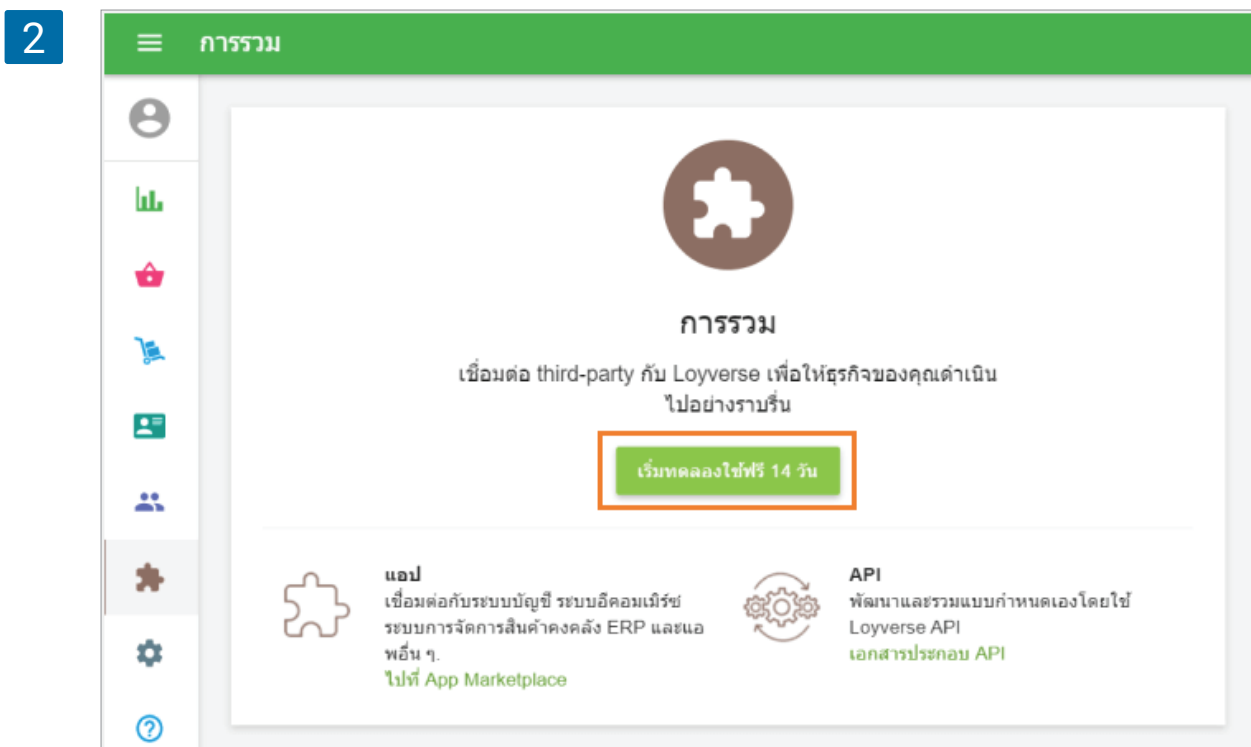 2
การรวม
การรวม
เชื่อมต่อ third-party กับ Loyverse เพื่อให้ธุรกิจของคุณดำเนิน
ไปอย่างราบรื่น
เริ่มทดลองใช้ฟรี 14 วัน
แอป
เชื่อมต่อกับระบบบัญชี ระบบอีคอมเมิร์ซ
ระบบการจัดการสินค้าคงคลัง ERP และแอ
พอื่น ๆ.
ไปที่ App Marketplace
API
พัฒนาและรวมแบบกำหนดเองโดยใช้
Loyverse API
เอกสารประกอบ API